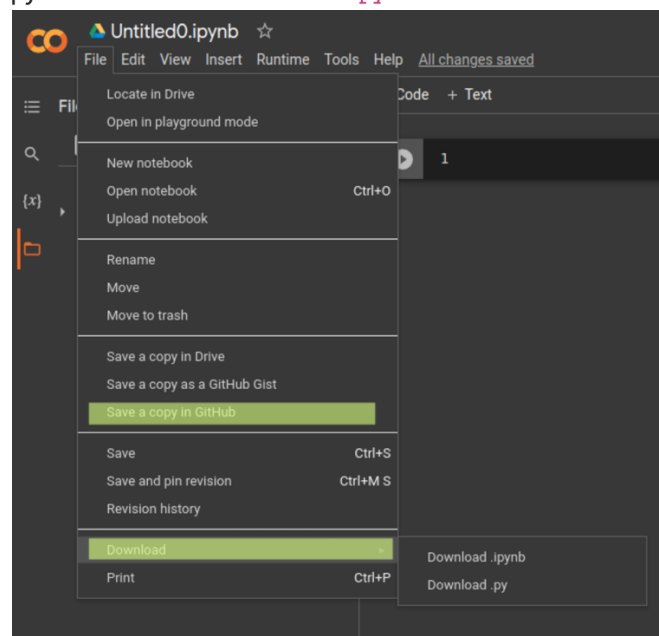 Untitled0.ipynb
File Edit View Insert Runtime Tools Help All changes saved
Code + Text
Locate in Drive
Open in playground mode
New notebook
1
Open notebook Ctrl+O
{x}
Upload notebook
Rename
Move
Move to trash
Save a copy in Drive
Save a copy as a GitHub Gist
Save a copy in GitHub
Save Ctrl+S
Save and pin revision Ctrl+M S
Revision history
Download
Download .ipynb
Print Ctrl+P
Download .py